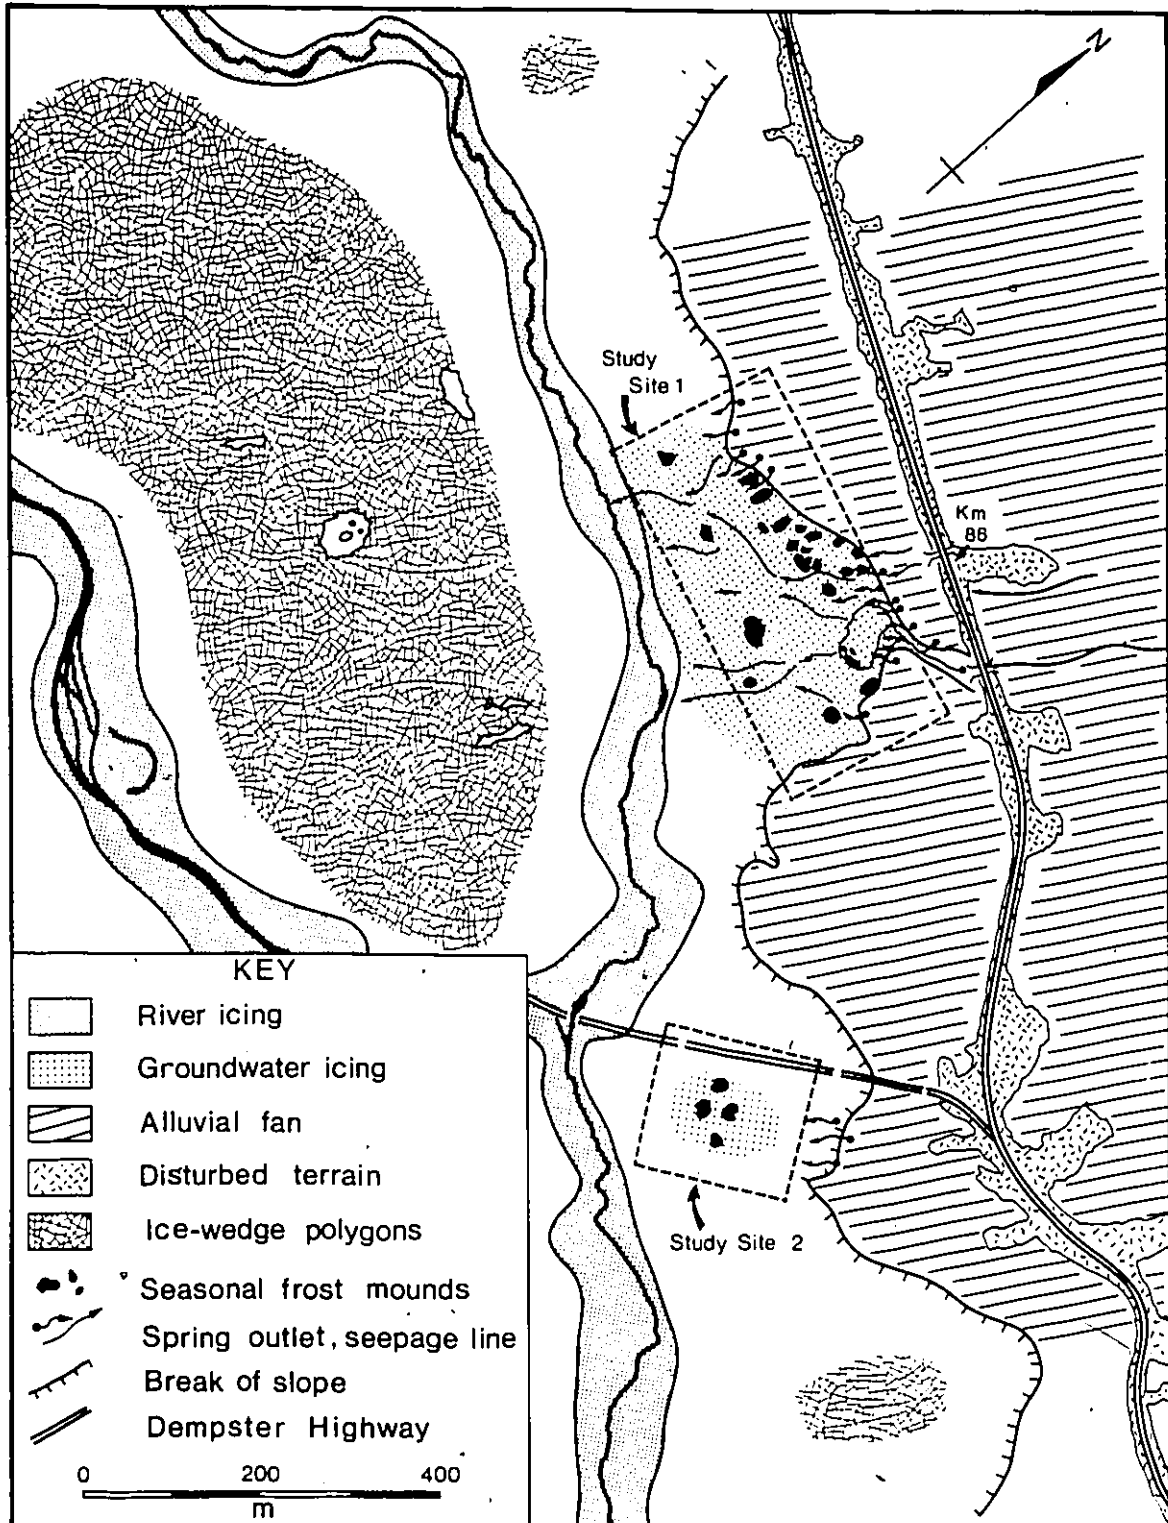 N
Study
Site 1
Km
86
KEY
River icing
Groundwater icing
Alluvial fan
Disturbed terrain
Ice-wedge polygons
Seasonal frost mounds
Spring outlet, seepage line
Break of slope
Dempster Highway
0 200 400
m
Study Site 2